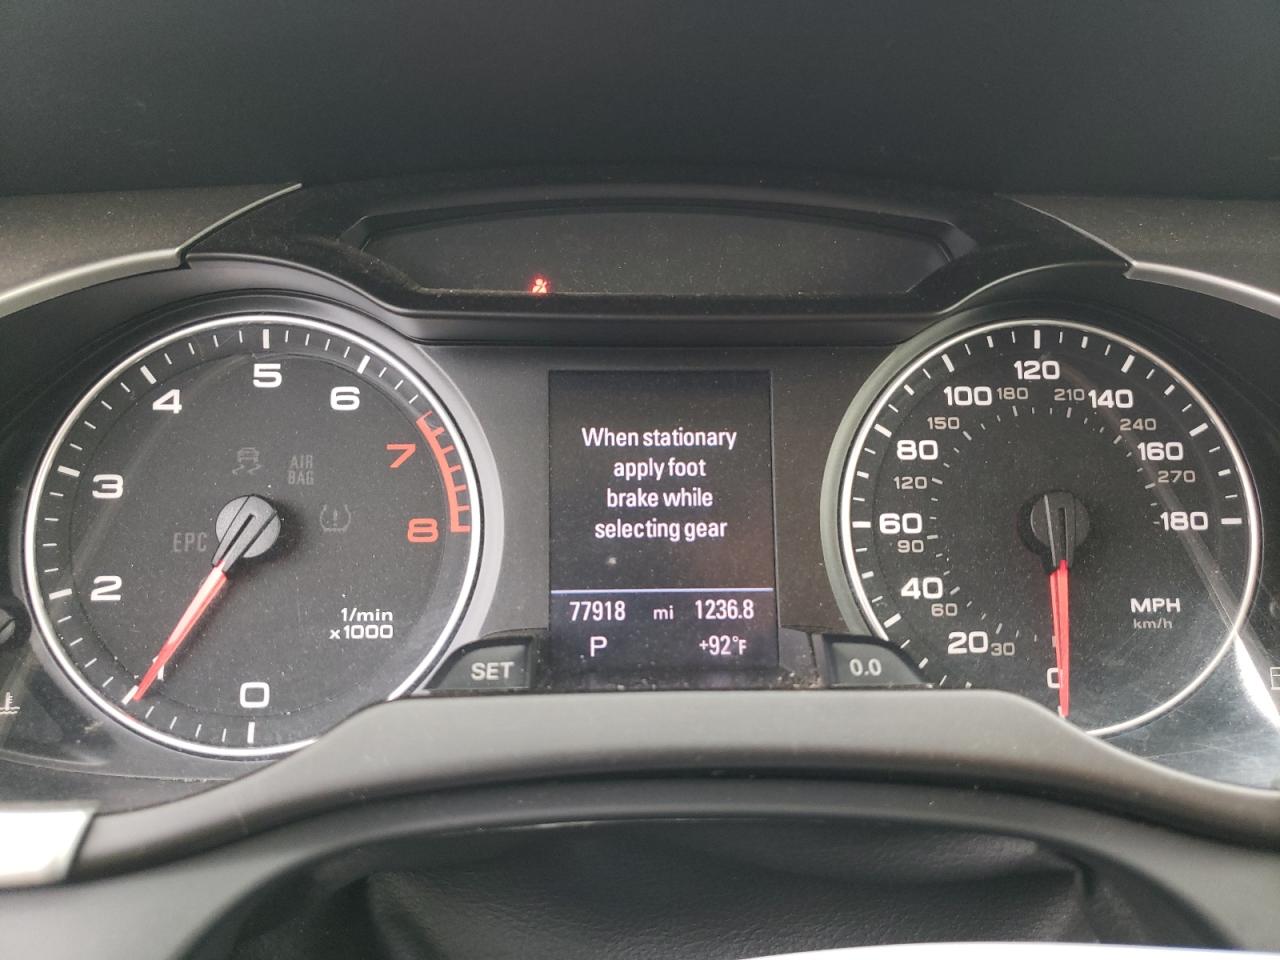 1
2
3
4
5
6
7
8
EPC
AIR
BAG
1/min
x1000
0
SET
When stationary
apply foot
brake while
selecting gear
77918 mi 1236.8
P +92°F
0.0
0
20 30
40 60
60 90
80 120
100 150
120 180
140 210
160 240
180 270
MPH
km/h